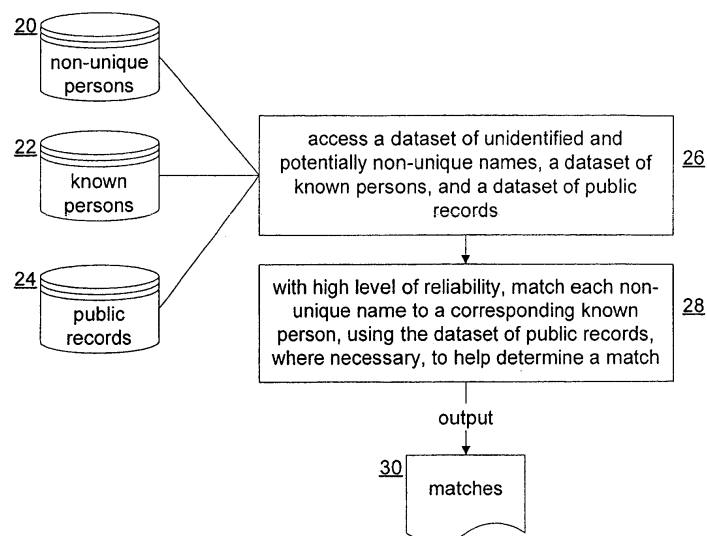 20
non-unique
persons
22
known
persons
24
public
records
access a dataset of unidentified and
potentially non-unique names, a dataset of
known persons, and a dataset of public
records
26
with high level of reliability, match each non-
unique name to a corresponding known
person, using the dataset of public records,
where necessary, to help determine a match
28
output
30
matches